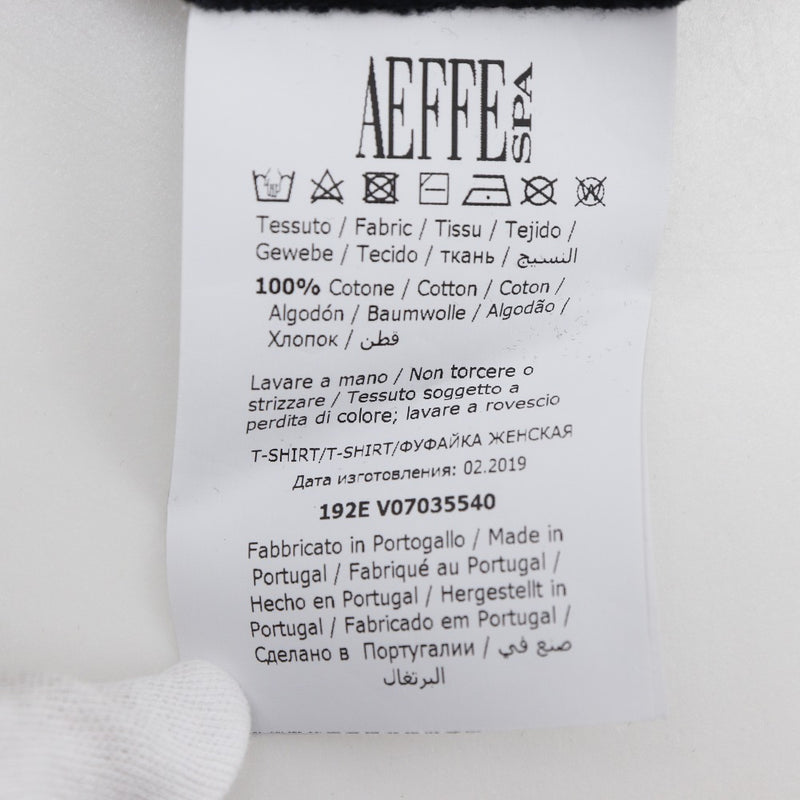 AEFFE SPA
Tessuto / Fabric / Tissu / Tejido /
Gewebe / Tecido / ткань / النسيج
100% Cotone / Cotton / Coton /
Algodón / Baumwolle / Algodão /
Хлопок / قطن
Lavare a mano / Non torcere o
strizzare / Tessuto soggetto a
perdita di colore; lavare a rovescio
T-SHIRT/T-SHIRT/ФУФАЙКА ЖЕНСКАЯ
Дата изготовления: 02.2019
192E V07035540
Fabbricato in Portogallo / Made in
Portugal / Fabriqué au Portugal /
Hecho en Portugal / Hergestellt in
Portugal / Fabricado em Portugal /
Сделано в Португалии / صنع في
البرتغال